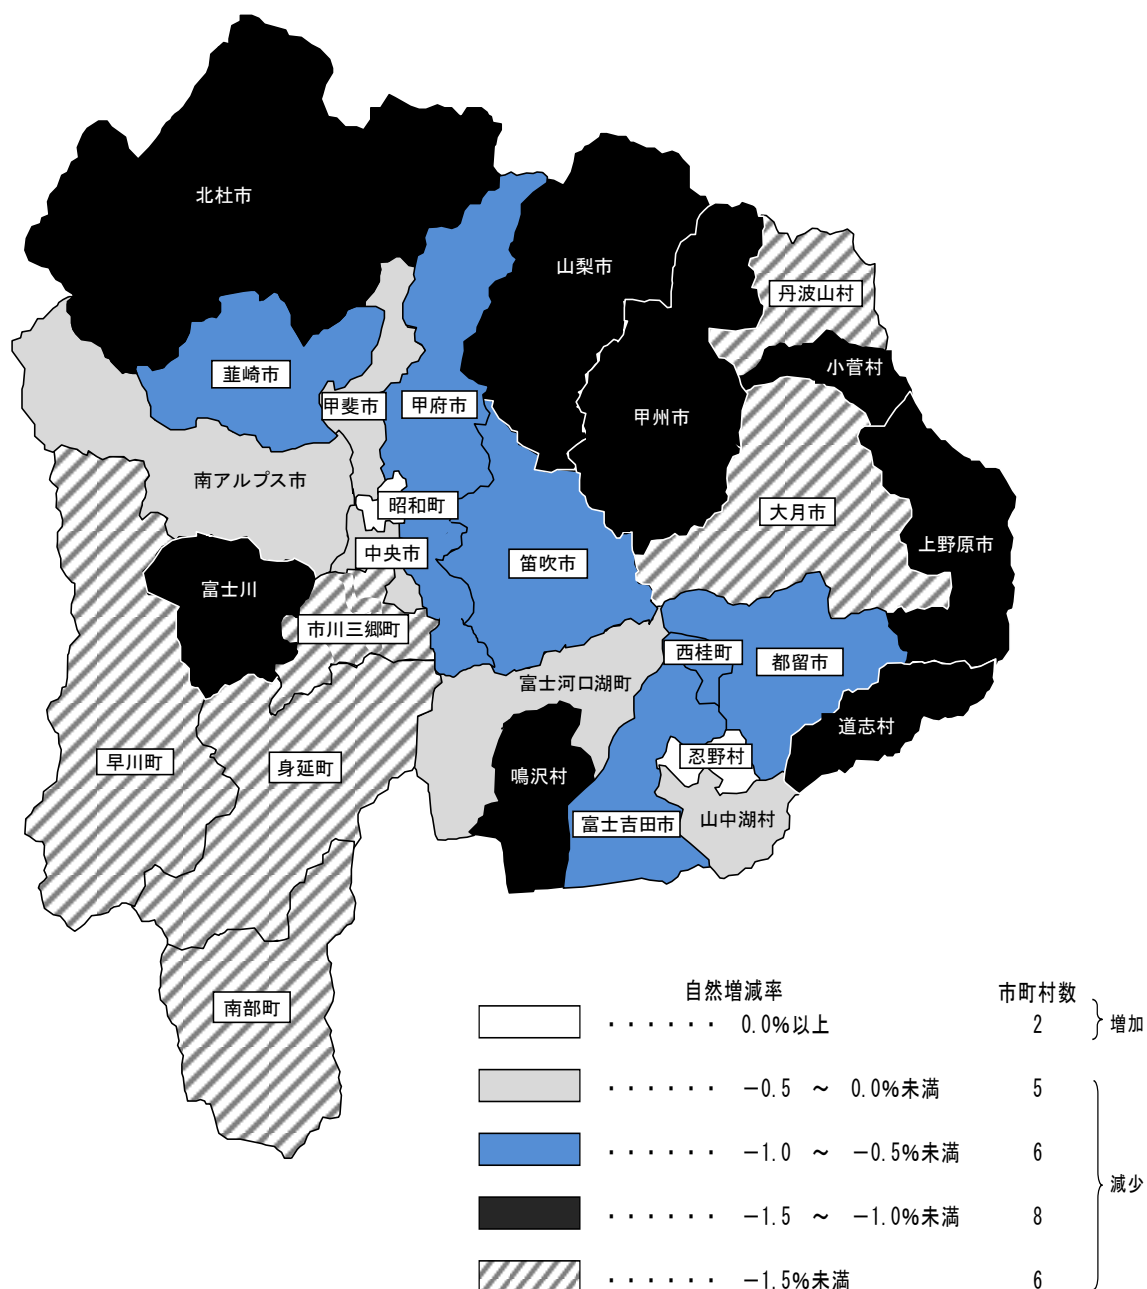 北杜市
山梨市
丹波山村
小菅村
韮崎市
甲斐市
甲府市
甲州市
南アルプス市
昭和町
大月市
上野原市
中央市
笛吹市
富士川
市川三郷町
西桂町
都留市
富士河口湖町
道志村
早川町
身延町
忍野村
鳴沢村
富士吉田市
山中湖村
南部町
自然増減率 市町村数
・・・・・・ 0.0%以上 2 増加
・・・・・・ −0.5 ～ 0.0%未満 5
・・・・・・ −1.0 ～ −0.5%未満 6
減少
・・・・・・ −1.5 ～ −1.0%未満 8
・・・・・・ −1.5%未満 6